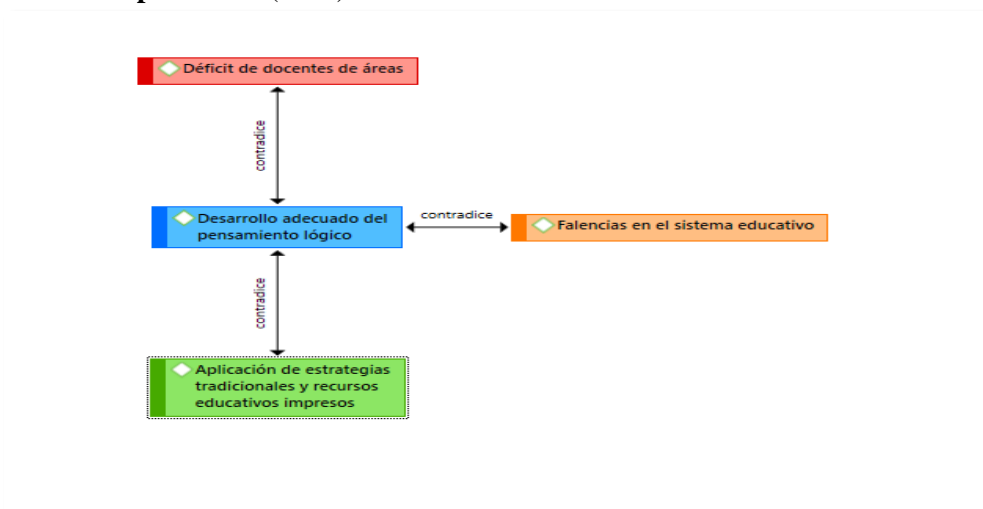 Déficit de docentes de áreas
contradice
Desarrollo adecuado del
pensamiento lógico
contradice
Falencias en el sistema educativo
contradice
Aplicación de estrategias
tradicionales y recursos
educativos impresos